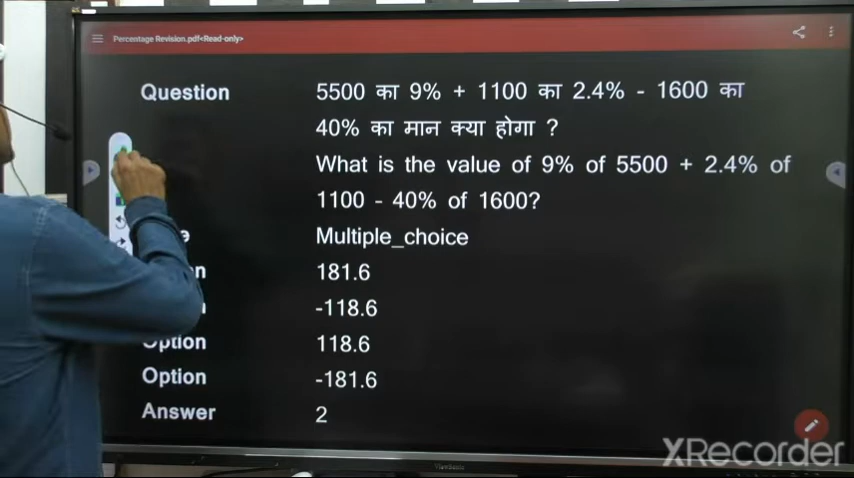 Percentage Revision.pdf<Read-only>
Question 5500 का 9% + 1100 का 2.4% - 1600 का
40% का मान क्या होगा ?
What is the value of 9% of 5500 + 2.4% of
1100 - 40% of 1600?
e Multiple_choice
n 181.6
-118.6
Option 118.6
Option -181.6
Answer 2
ViewSonic
XRecorder